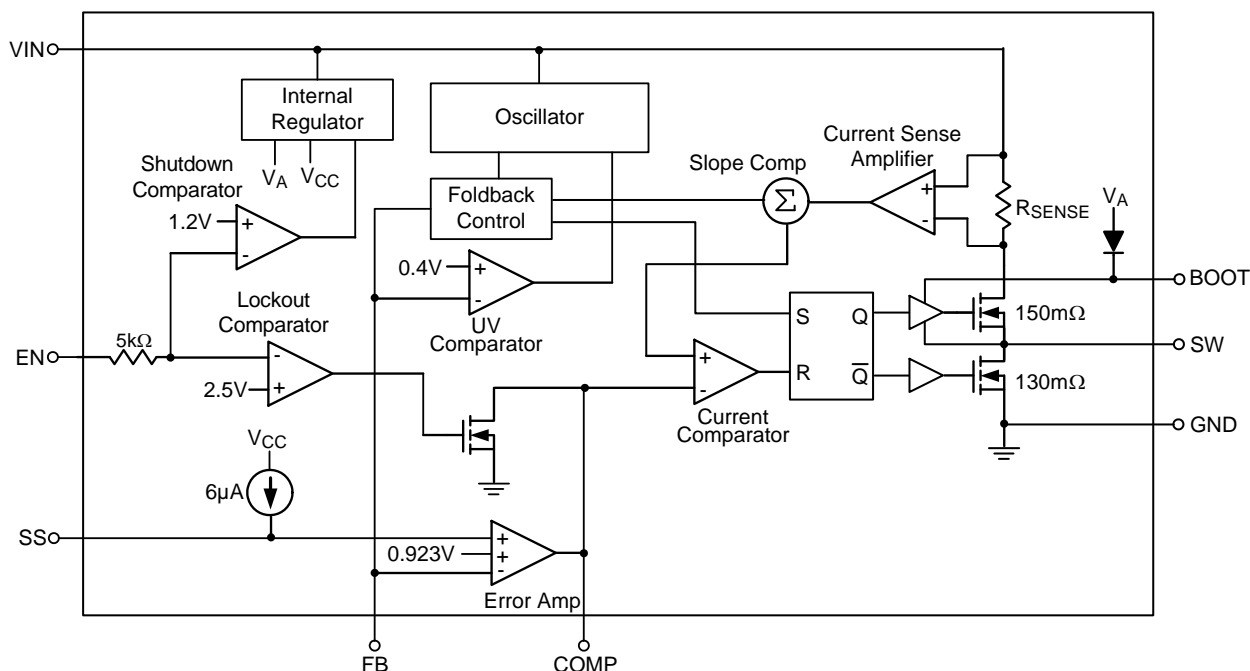 VIN
Internal
Regulator
Oscillator
Shutdown
Comparator
VA
VCC
1.2V
+
-
Foldback
Control
Slope Comp
Σ
Current Sense
Amplifier
+
-
RSENSE
VA
BOOT
0.4V
+
-
UV
Comparator
Lockout
Comparator
EN
5kΩ
-
+
2.5V
S
Q
R
Q̅
+
-
Current
Comparator
150mΩ
SW
130mΩ
GND
VCC
6µA
SS
0.923V
+
+
-
Error Amp
FB
COMP